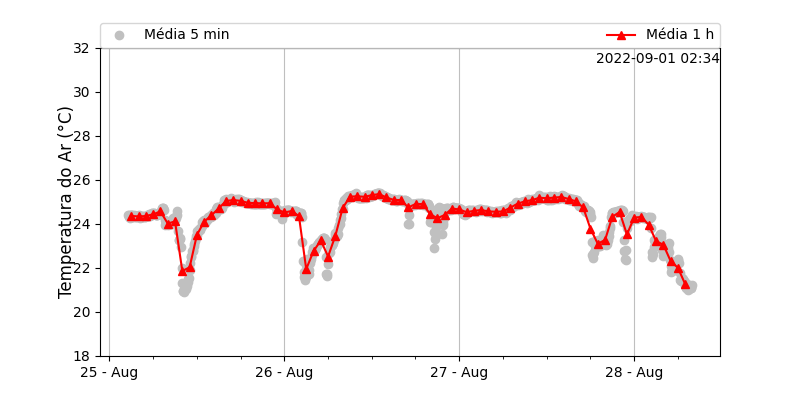 Média 5 min
Média 1 h
2022-09-01 02:34
Temperatura do Ar (°C)
32
30
28
26
24
22
20
18
25 - Aug
26 - Aug
27 - Aug
28 - Aug